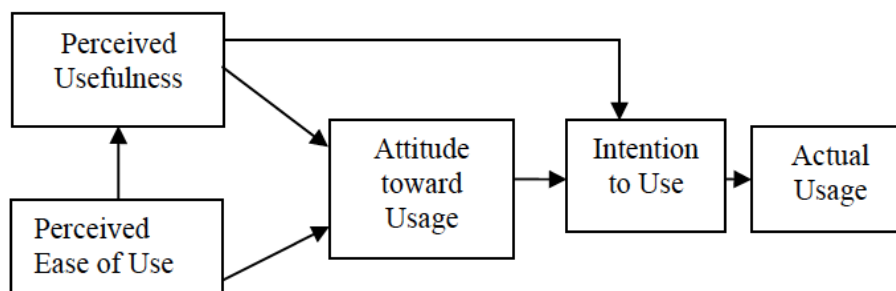 Perceived
Usefulness
Attitude
toward
Usage
Intention
to Use
Actual
Usage
Perceived
Ease of Use